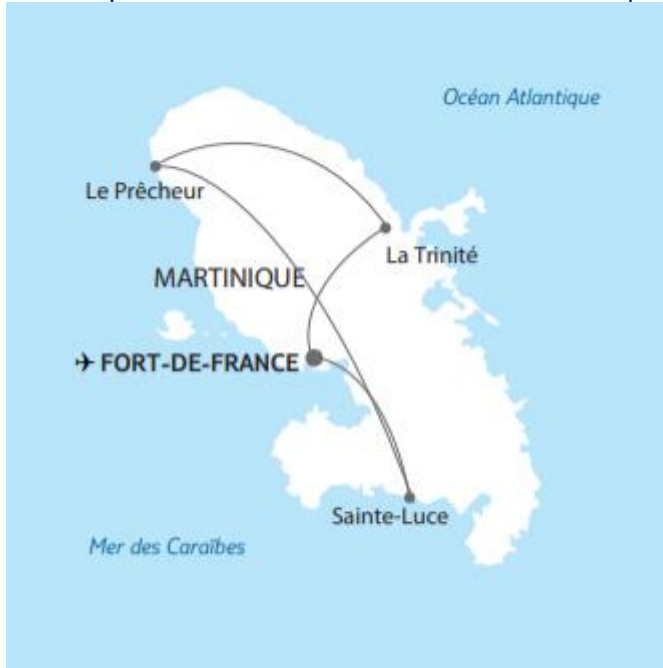 Océan Atlantique
Le Prêcheur
La Trinité
MARTINIQUE
✈ FORT-DE-FRANCE
Sainte-Luce
Mer des Caraïbes